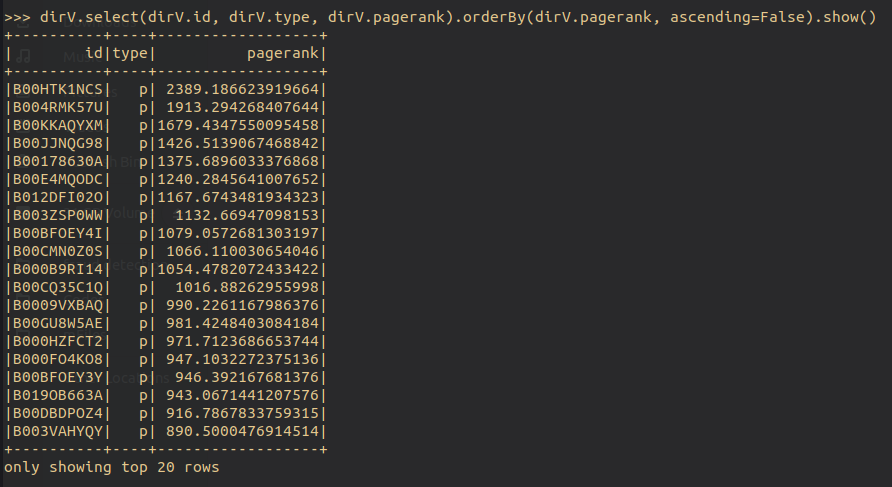 >>> dirV.select(dirV.id, dirV.type, dirV.pagerank).orderBy(dirV.pagerank, ascending=False).show()
+----------+----+------------------+
|        id|type|          pagerank|
+----------+----+------------------+
|B00HTK1NCS|   p| 2389.186623919664|
|B004RMK57U|   p| 1913.294268407644|
|B00KKAQYXM|   p|1679.4347550095458|
|B00JJNQG98|   p|1426.5139067468842|
|B00178630A|   p|1375.6896033376868|
|B00E4MQODC|   p|1240.2845641007652|
|B012DFI02O|   p|1167.6743481934323|
|B003ZSP0WW|   p|  1132.66947098153|
|B00BFOEY4I|   p|1079.0572681303197|
|B00CMN0Z0S|   p| 1066.110030654046|
|B000B9RI14|   p|1054.4782072433422|
|B00CQ35C1Q|   p|  1016.88262955998|
|B0009VXBAQ|   p| 990.2261167986376|
|B00GU8W5AE|   p| 981.4248403084184|
|B000HZFCT2|   p| 971.7123686653744|
|B000FO4KO8|   p| 947.1032272375136|
|B00BFOEY3Y|   p|  946.392167681376|
|B019OB663A|   p| 943.0671441207576|
|B00DBDPOZ4|   p| 916.7867833759315|
|B003VAHYQY|   p| 890.5000476914514|
+----------+----+------------------+
only showing top 20 rows